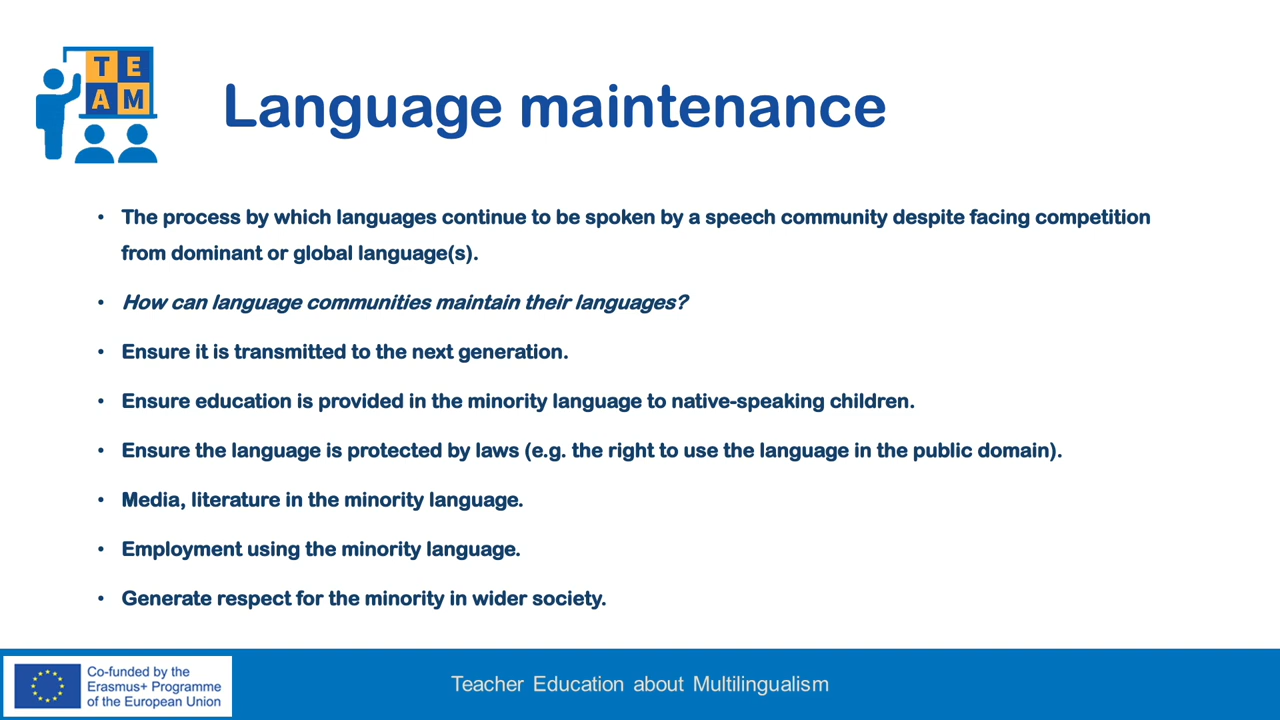 T E
A M
Language maintenance
• The process by which languages continue to be spoken by a speech community despite facing competition
from dominant or global language(s).
• How can language communities maintain their languages?
• Ensure it is transmitted to the next generation.
• Ensure education is provided in the minority language to native-speaking children.
• Ensure the language is protected by laws (e.g. the right to use the language in the public domain).
• Media, literature in the minority language.
• Employment using the minority language.
• Generate respect for the minority in wider society.
Co-funded by the
Erasmus+ Programme
of the European Union
Teacher Education about Multilingualism